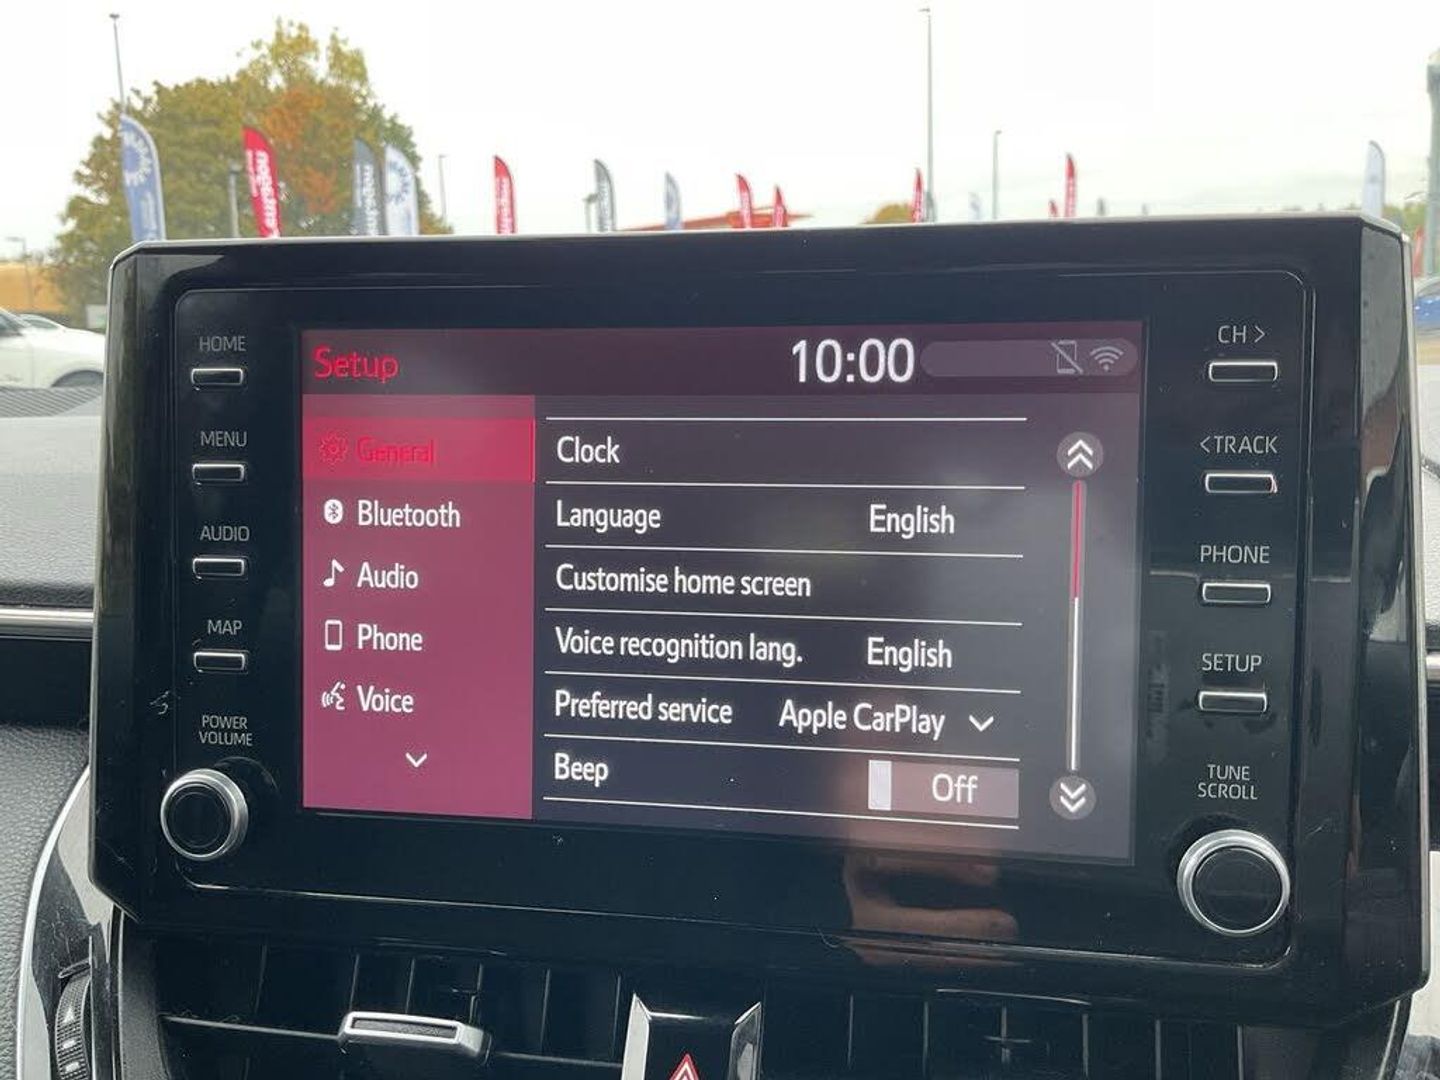 HOME
MENU
AUDIO
MAP
POWER
VOLUME
Setup
10:00
General
Bluetooth
Audio
Phone
Voice
Clock
Language English
Customise home screen
Voice recognition lang. English
Preferred service Apple CarPlay
Beep Off
CH >
< TRACK
PHONE
SETUP
TUNE
SCROLL